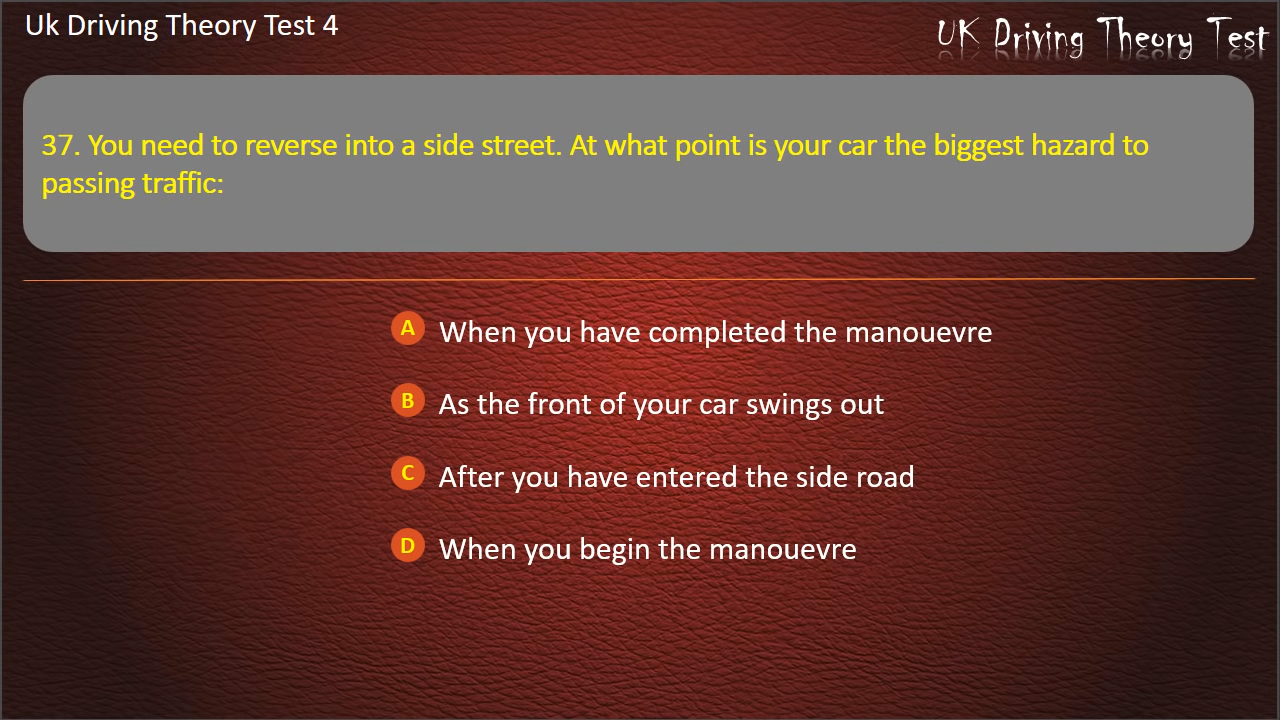 Uk Driving Theory Test 4
UK Driving Theory Test
37. You need to reverse into a side street. At what point is your car the biggest hazard to
passing traffic:
A When you have completed the manouevre
B As the front of your car swings out
C After you have entered the side road
D When you begin the manouevre